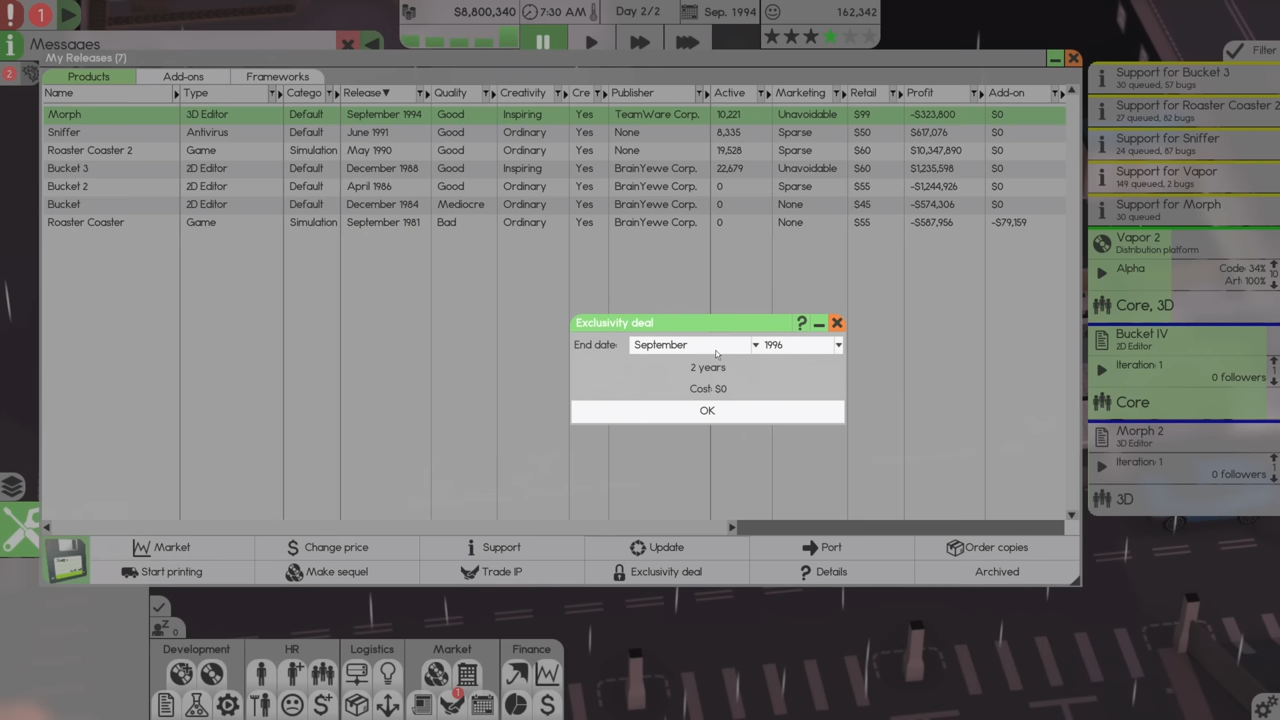 1
$8,800,340
7:30 AM
Day 2/2
Sep. 1994
162,342
Messages
2
My Releases (7)
Filter
Products
Add-ons
Frameworks
Name
Type
Catego
Release
Quality
Creativity
Cre
Publisher
Active
Marketing
Retail
Profit
Add-on
Morph 3D Editor Default September 1994 Good Inspiring Yes TeamWare Corp. 10,221 Unavoidable $99 -$323,800 $0
Sniffer Antivirus Default June 1991 Good Ordinary Yes None 8,335 Sparse $50 $617,076 $0
Roaster Coaster 2 Game Simulation May 1990 Good Ordinary Yes None 19,528 Sparse $60 $10,347,890 $0
Bucket 3 2D Editor Default December 1988 Good Inspiring Yes BrainYewe Corp. 22,679 Unavoidable $60 $1,235,598 $0
Bucket 2 2D Editor Default April 1986 Good Ordinary Yes BrainYewe Corp. 0 Sparse $55 -$1,244,926 $0
Bucket 2D Editor Default December 1984 Mediocre Ordinary Yes BrainYewe Corp. 0 None $45 -$574,306 $0
Roaster Coaster Game Simulation September 1981 Bad Ordinary Yes BrainYewe Corp. 0 None $55 -$587,956 -$79,159
Exclusivity deal
?
End date:
September
1996
2 years
Cost: $0
OK
Market
$ Change price
Support
Update
Port
Order copies
Start printing
Make sequel
Trade IP
Exclusivity deal
? Details
Archived
Support for Bucket 3
30 queued, 57 bugs
Support for Roaster Coaster 2
27 queued, 82 bugs
Support for Sniffer
24 queued, 87 bugs
Support for Vapor
149 queued, 2 bugs
Support for Morph
30 queued
Vapor 2
Distribution platform
Alpha
Code: 34%
Art: 100%
10
Core, 3D
Bucket IV
2D Editor
Iteration: 1
0 followers
1
Core
Morph 2
3D Editor
Iteration: 1
0 followers
1
3D
Z 0
Development
HR
Logistics
Market
Finance
1